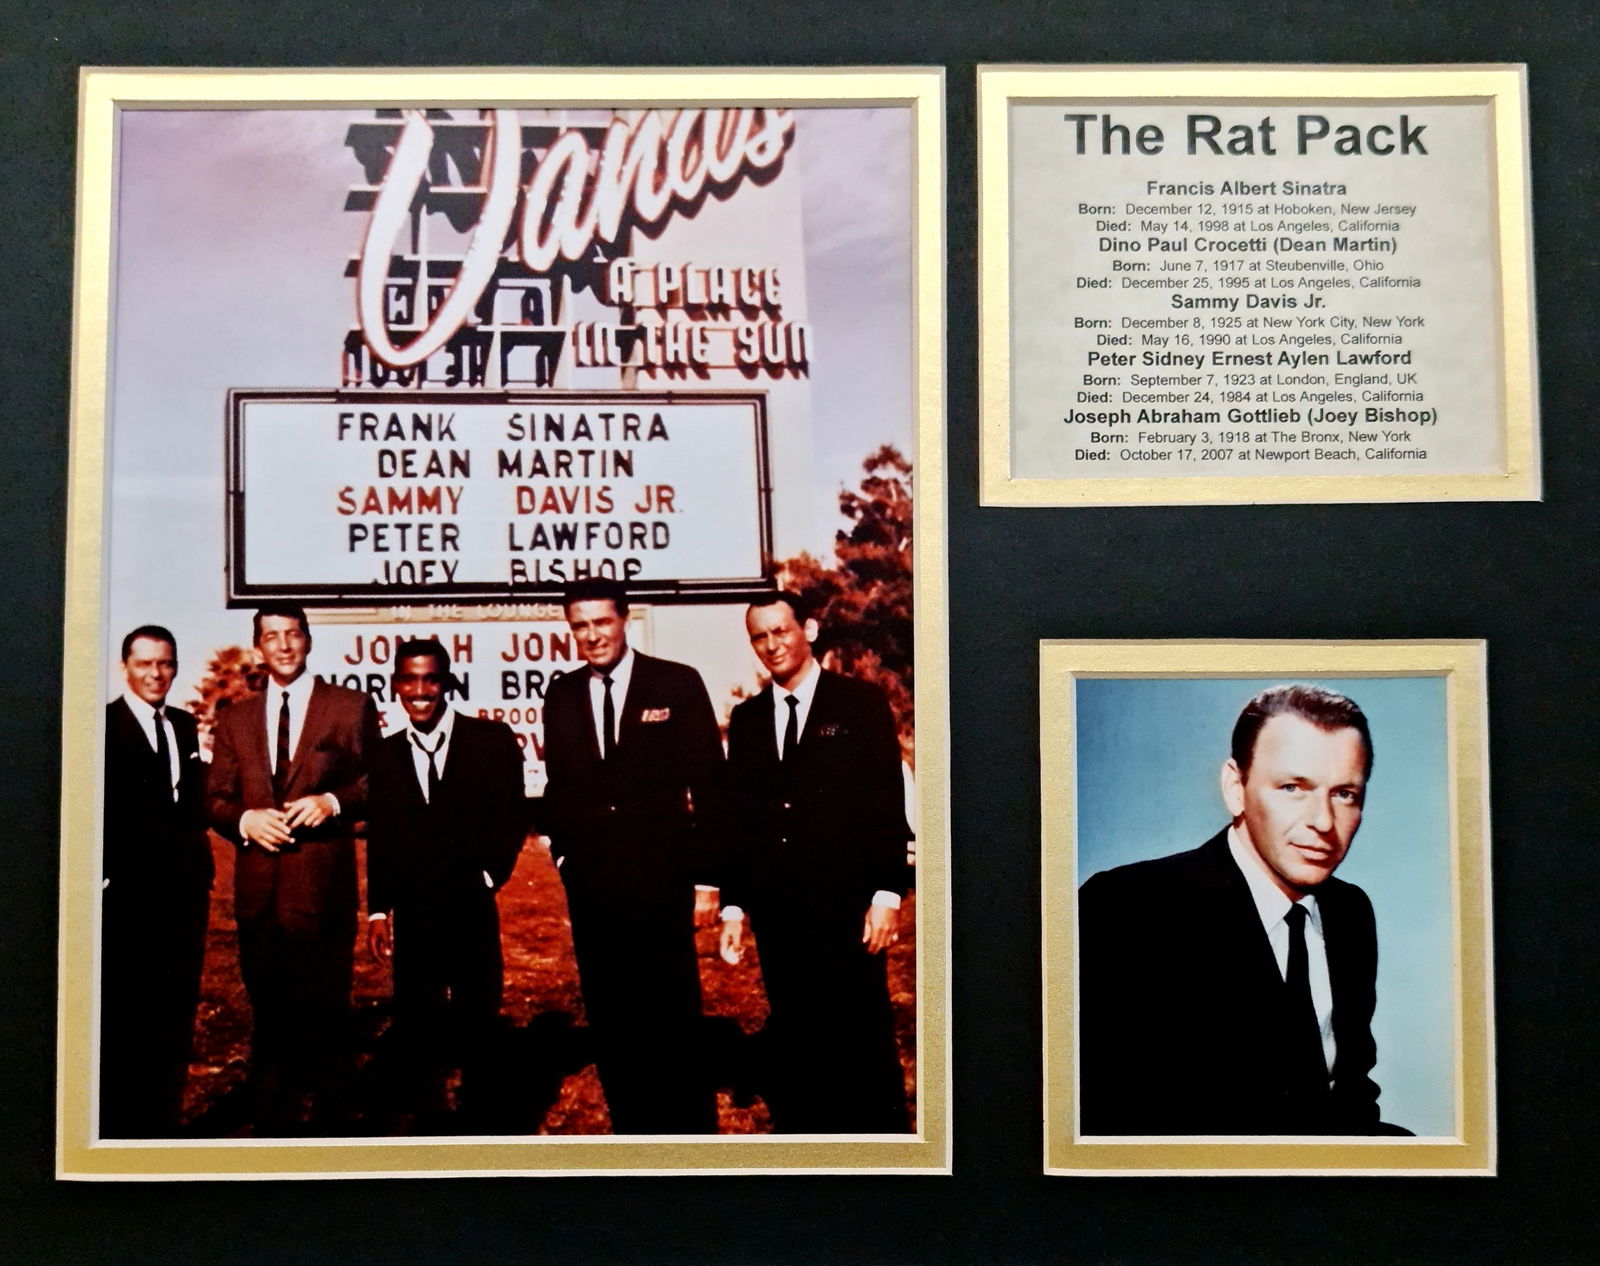 Sands
A PLACE
IN THE SUN
FRANK SINATRA
DEAN MARTIN
SAMMY DAVIS JR.
PETER LAWFORD
JOEY BISHOP
IN THE LOUNGE
The Rat Pack
Francis Albert Sinatra
Born: December 12, 1915 at Hoboken, New Jersey
Died: May 14, 1998 at Los Angeles, California
Dino Paul Crocetti (Dean Martin)
Born: June 7, 1917 at Steubenville, Ohio
Died: December 25, 1995 at Los Angeles, California
Sammy Davis Jr.
Born: December 8, 1925 at New York City, New York
Died: May 16, 1990 at Los Angeles, California
Peter Sidney Ernest Aylen Lawford
Born: September 7, 1923 at London, England, UK
Died: December 24, 1984 at Los Angeles, California
Joseph Abraham Gottlieb (Joey Bishop)
Born: February 3, 1918 at The Bronx, New York
Died: October 17, 2007 at Newport Beach, California